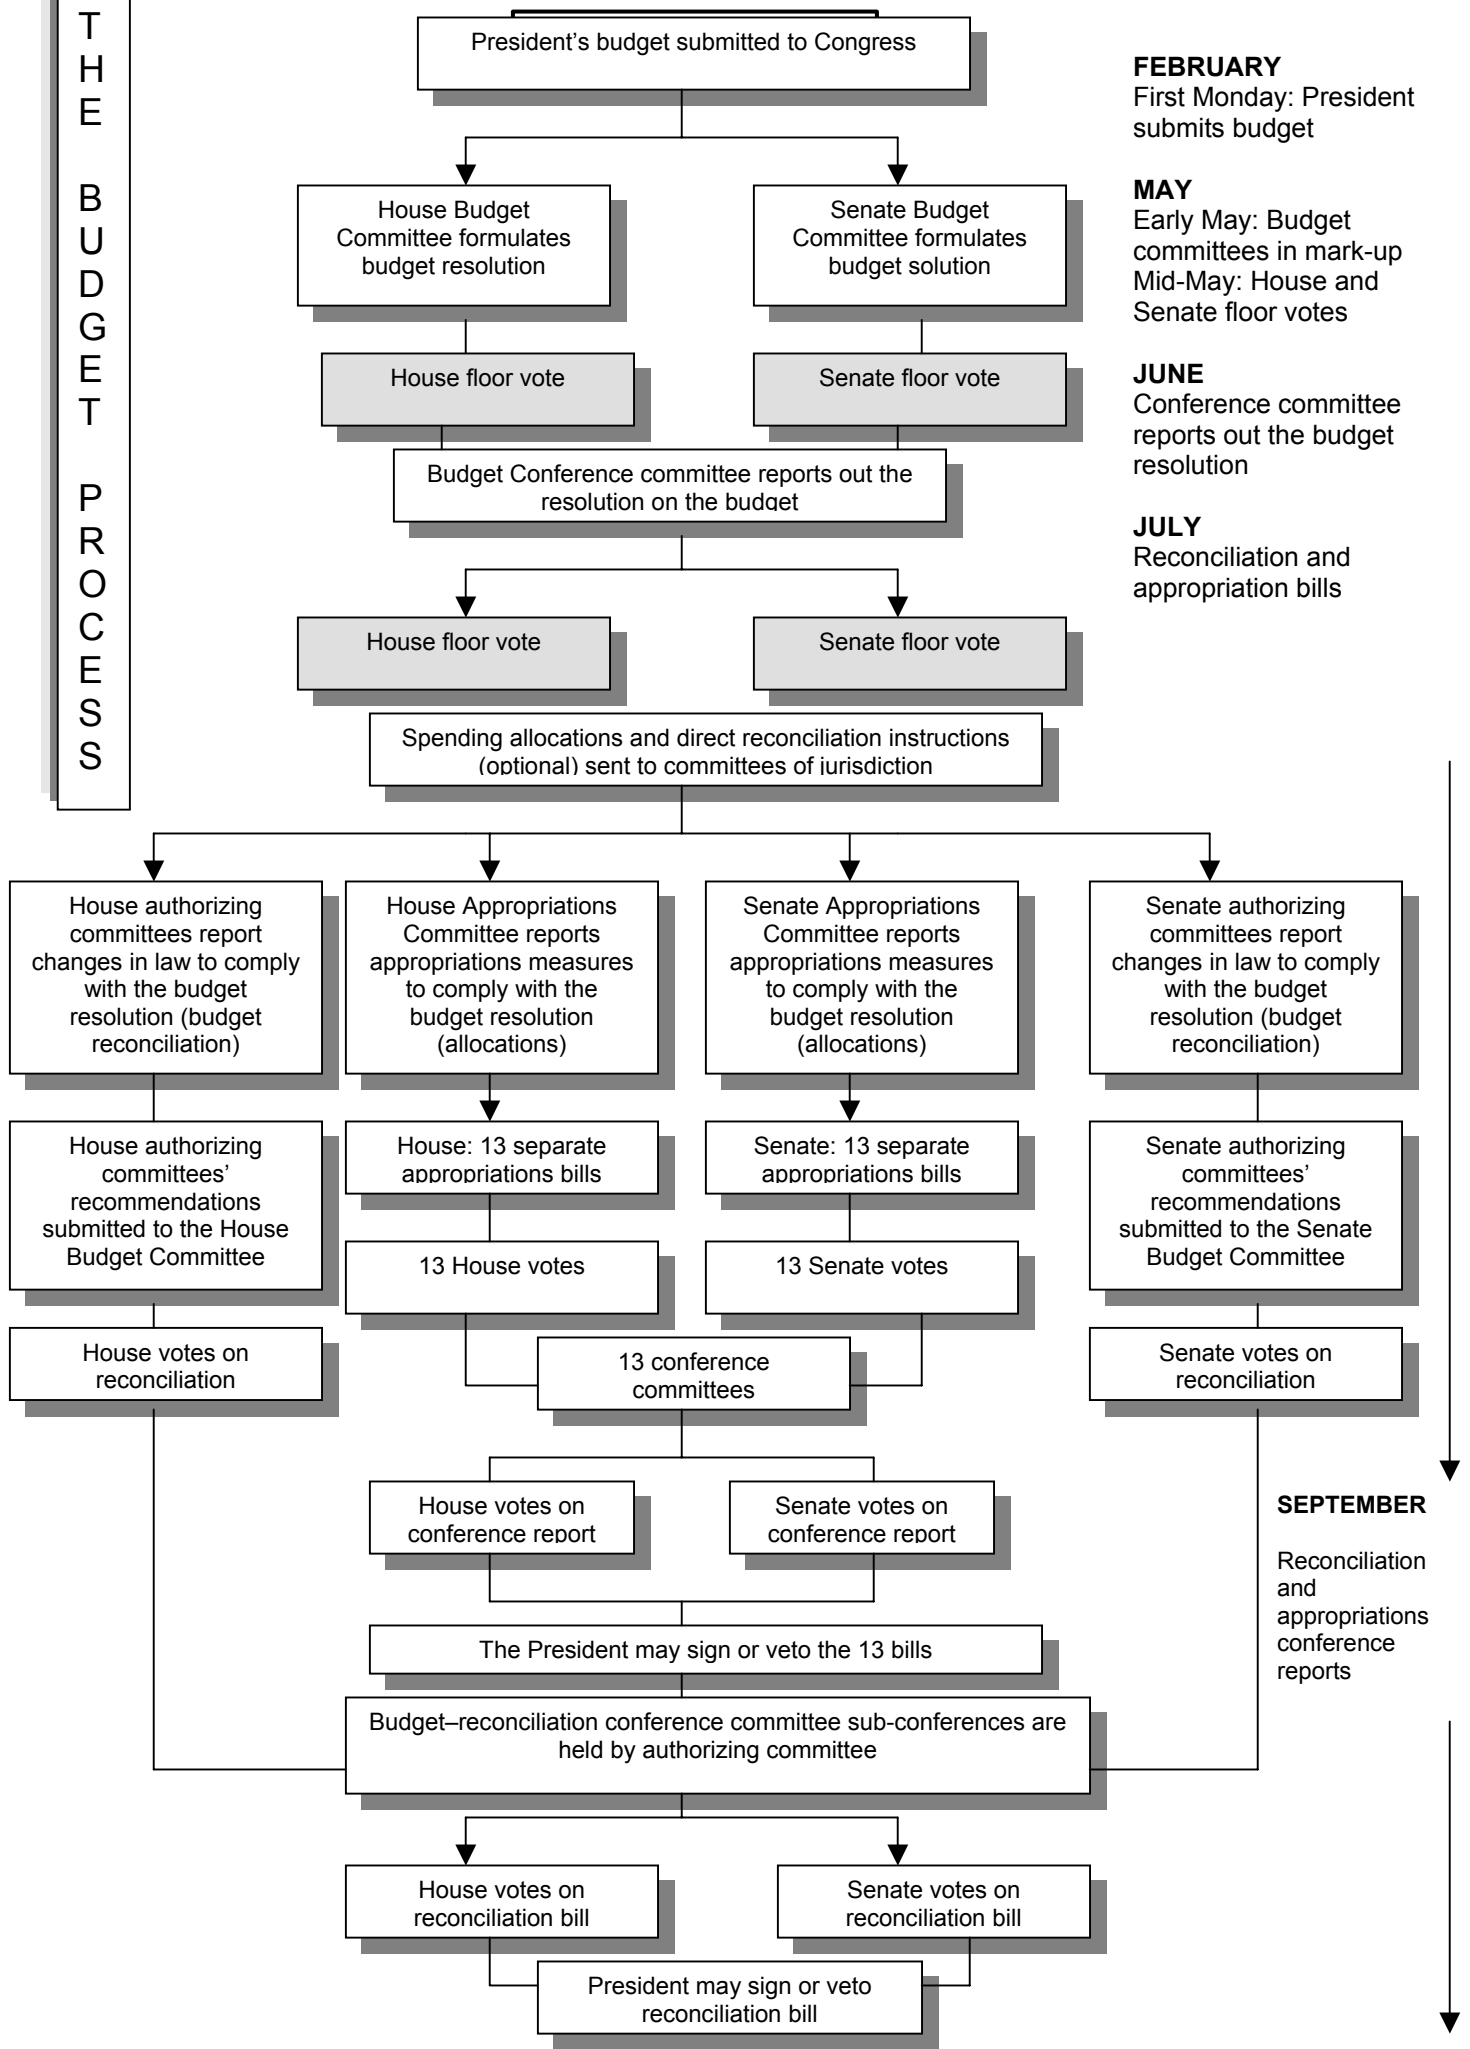 THE BUDGET PROCESS
President’s budget submitted to Congress
FEBRUARY
First Monday: President
submits budget
MAY
Early May: Budget
committees in mark-up
Mid-May: House and
Senate floor votes
JUNE
Conference committee
reports out the budget
resolution
JULY
Reconciliation and
appropriation bills
House Budget
Committee formulates
budget resolution
Senate Budget
Committee formulates
budget solution
House floor vote
Senate floor vote
Budget Conference committee reports out the
resolution on the budget
House floor vote
Senate floor vote
Spending allocations and direct reconciliation instructions
(optional) sent to committees of jurisdiction
House authorizing
committees report
changes in law to comply
with the budget
resolution (budget
reconciliation)
House Appropriations
Committee reports
appropriations measures
to comply with the
budget resolution
(allocations)
Senate Appropriations
Committee reports
appropriations measures
to comply with the
budget resolution
(allocations)
Senate authorizing
committees report
changes in law to comply
with the budget
resolution (budget
reconciliation)
House authorizing
committees’
recommendations
submitted to the House
Budget Committee
House: 13 separate
appropriations bills
Senate: 13 separate
appropriations bills
Senate authorizing
committees’
recommendations
submitted to the Senate
Budget Committee
13 House votes
13 Senate votes
House votes on
reconciliation
13 conference
committees
Senate votes on
reconciliation
House votes on
conference report
Senate votes on
conference report
SEPTEMBER
Reconciliation
and
appropriations
conference
reports
The President may sign or veto the 13 bills
Budget–reconciliation conference committee sub-conferences are
held by authorizing committee
House votes on
reconciliation bill
Senate votes on
reconciliation bill
President may sign or veto
reconciliation bill